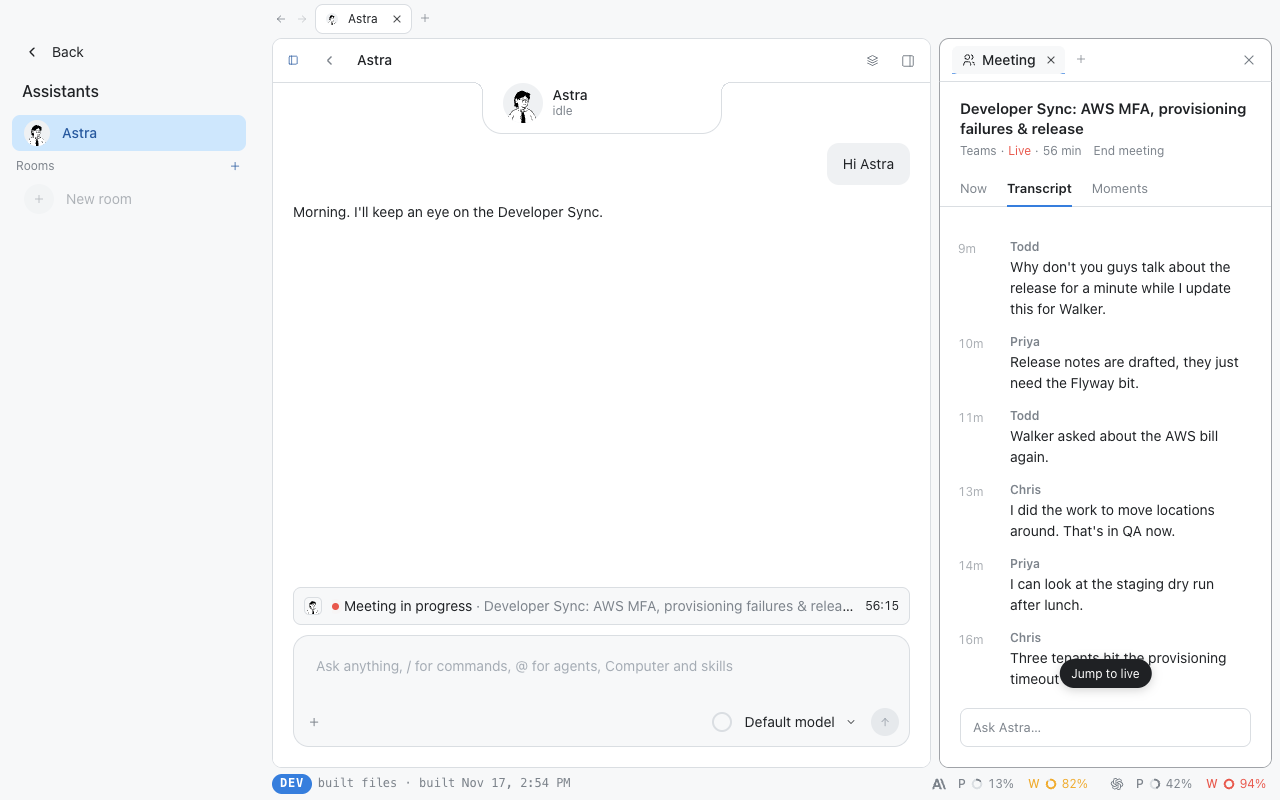 Astra
Back
Assistants
Astra
Rooms
New room
Astra
Astra
idle
Hi Astra
Morning. I'll keep an eye on the Developer Sync.
Meeting in progress · Developer Sync: AWS MFA, provisioning failures & relea... 56:15
Ask anything, / for commands, @ for agents, Computer and skills
Default model
Meeting
Developer Sync: AWS MFA, provisioning
failures & release
Teams · Live · 56 min End meeting
Now Transcript Moments
9m Todd
Why don't you guys talk about the
release for a minute while I update
this for Walker.
10m Priya
Release notes are drafted, they just
need the Flyway bit.
11m Todd
Walker asked about the AWS bill
again.
13m Chris
I did the work to move locations
around. That's in QA now.
14m Priya
I can look at the staging dry run
after lunch.
16m Chris
Three tenants hit the provisioning
timeout
Jump to live
Ask Astra...
DEV built files · built Nov 17, 2:54 PM
P 13% W 82% P 42% W 94%